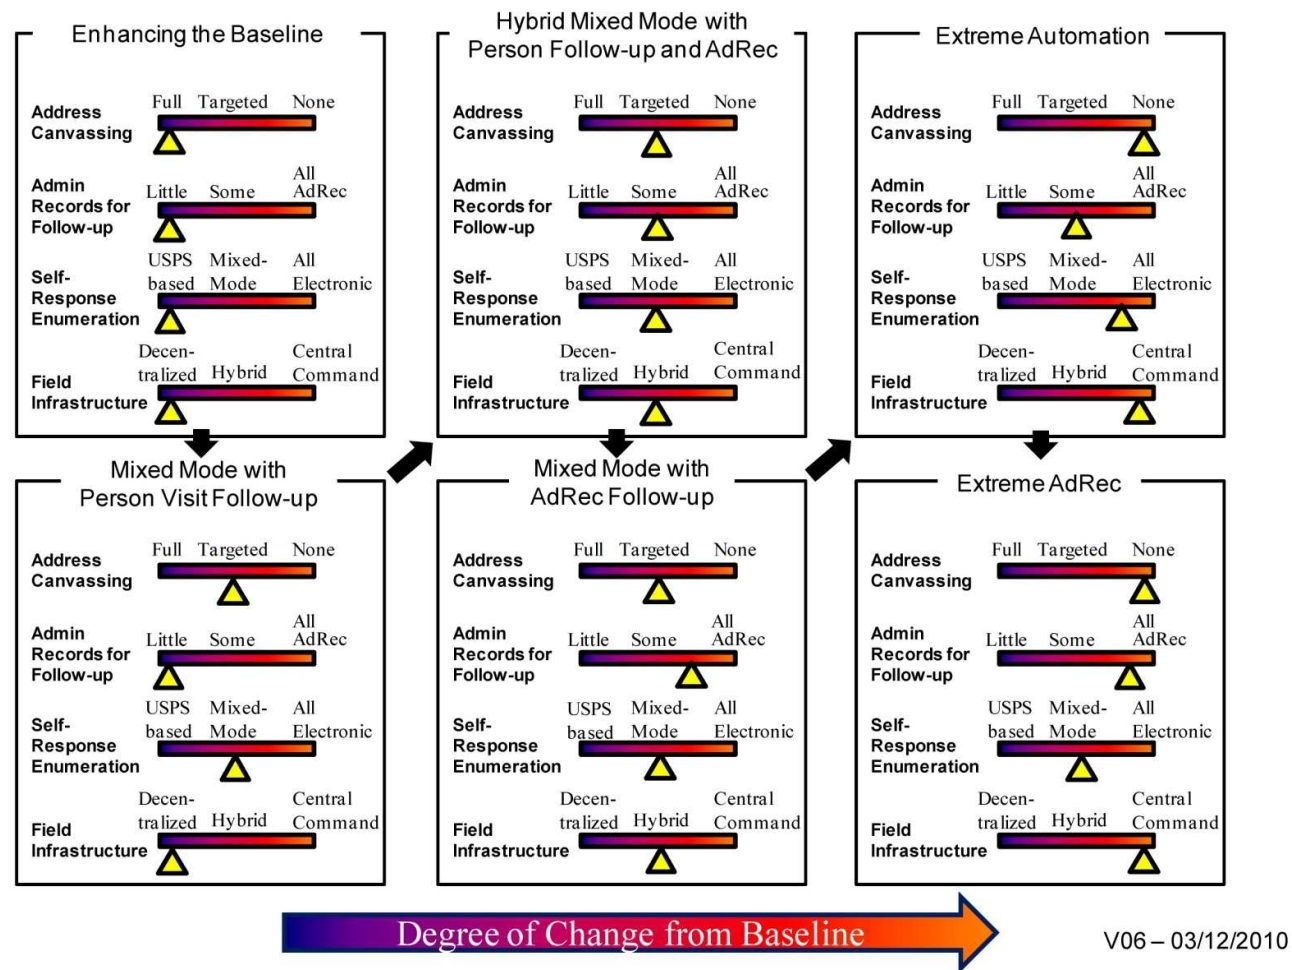 Enhancing the Baseline
Full Targeted None
Address
Canvassing
Admin
Records for
Follow-up
Little Some All
AdRec
Self-
Response
Enumeration
USPS
based
Mixed-
Mode
All
Electronic
Field
Infrastructure
Decen-
tralized
Hybrid
Central
Command
Mixed Mode with
Person Visit Follow-up
Full Targeted None
Address
Canvassing
Admin
Records for
Follow-up
Little Some All
AdRec
Self-
Response
Enumeration
USPS
based
Mixed-
Mode
All
Electronic
Field
Infrastructure
Decen-
tralized
Hybrid
Central
Command
Hybrid Mixed Mode with
Person Follow-up and AdRec
Full Targeted None
Address
Canvassing
Admin
Records for
Follow-up
Little Some All
AdRec
Self-
Response
Enumeration
USPS
based
Mixed-
Mode
All
Electronic
Field
Infrastructure
Decen-
tralized
Hybrid
Central
Command
Mixed Mode with
AdRec Follow-up
Full Targeted None
Address
Canvassing
Admin
Records for
Follow-up
Little Some All
AdRec
Self-
Response
Enumeration
USPS
based
Mixed-
Mode
All
Electronic
Field
Infrastructure
Decen-
tralized
Hybrid
Central
Command
Extreme Automation
Full Targeted None
Address
Canvassing
Admin
Records for
Follow-up
Little Some All
AdRec
Self-
Response
Enumeration
USPS
based
Mixed-
Mode
All
Electronic
Field
Infrastructure
Decen-
tralized
Hybrid
Central
Command
Extreme AdRec
Full Targeted None
Address
Canvassing
Admin
Records for
Follow-up
Little Some All
AdRec
Self-
Response
Enumeration
USPS
based
Mixed-
Mode
All
Electronic
Field
Infrastructure
Decen-
tralized
Hybrid
Central
Command
Degree of Change from Baseline
V06 – 03/12/2010